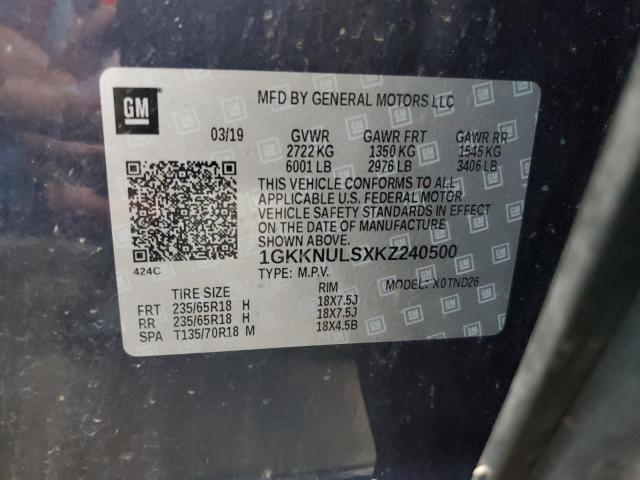 GM
MFD BY GENERAL MOTORS LLC
03/19 GVWR GAWR FRT GAWR RR
2722 KG 1350 KG 1545 KG
6001 LB 2976 LB 3406 LB
THIS VEHICLE CONFORMS TO ALL
APPLICABLE U.S. FEDERAL MOTOR
VEHICLE SAFETY STANDARDS IN EFFECT
ON THE DATE OF MANUFACTURE
SHOWN ABOVE.
1GKKNULSXKZ240500
424C
TYPE: M.P.V. MODEL: X0TND26
TIRE SIZE RIM
FRT 235/65R18 H 18X7.5J
RR 235/65R18 H 18X7.5J
SPA T135/70R18 M 18X4.5B